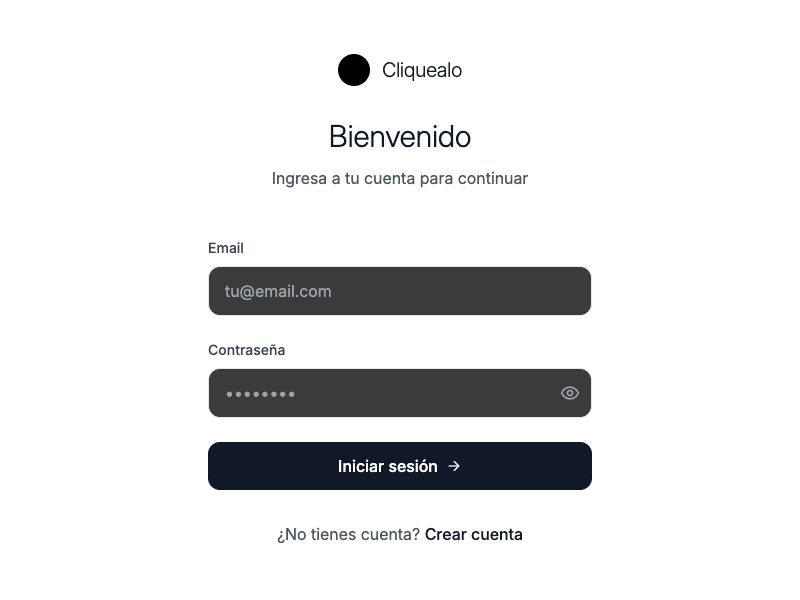 Cliquealo
Bienvenido
Ingresa a tu cuenta para continuar
Email
tu@email.com
Contraseña
••••••••
Iniciar sesión →
¿No tienes cuenta? Crear cuenta